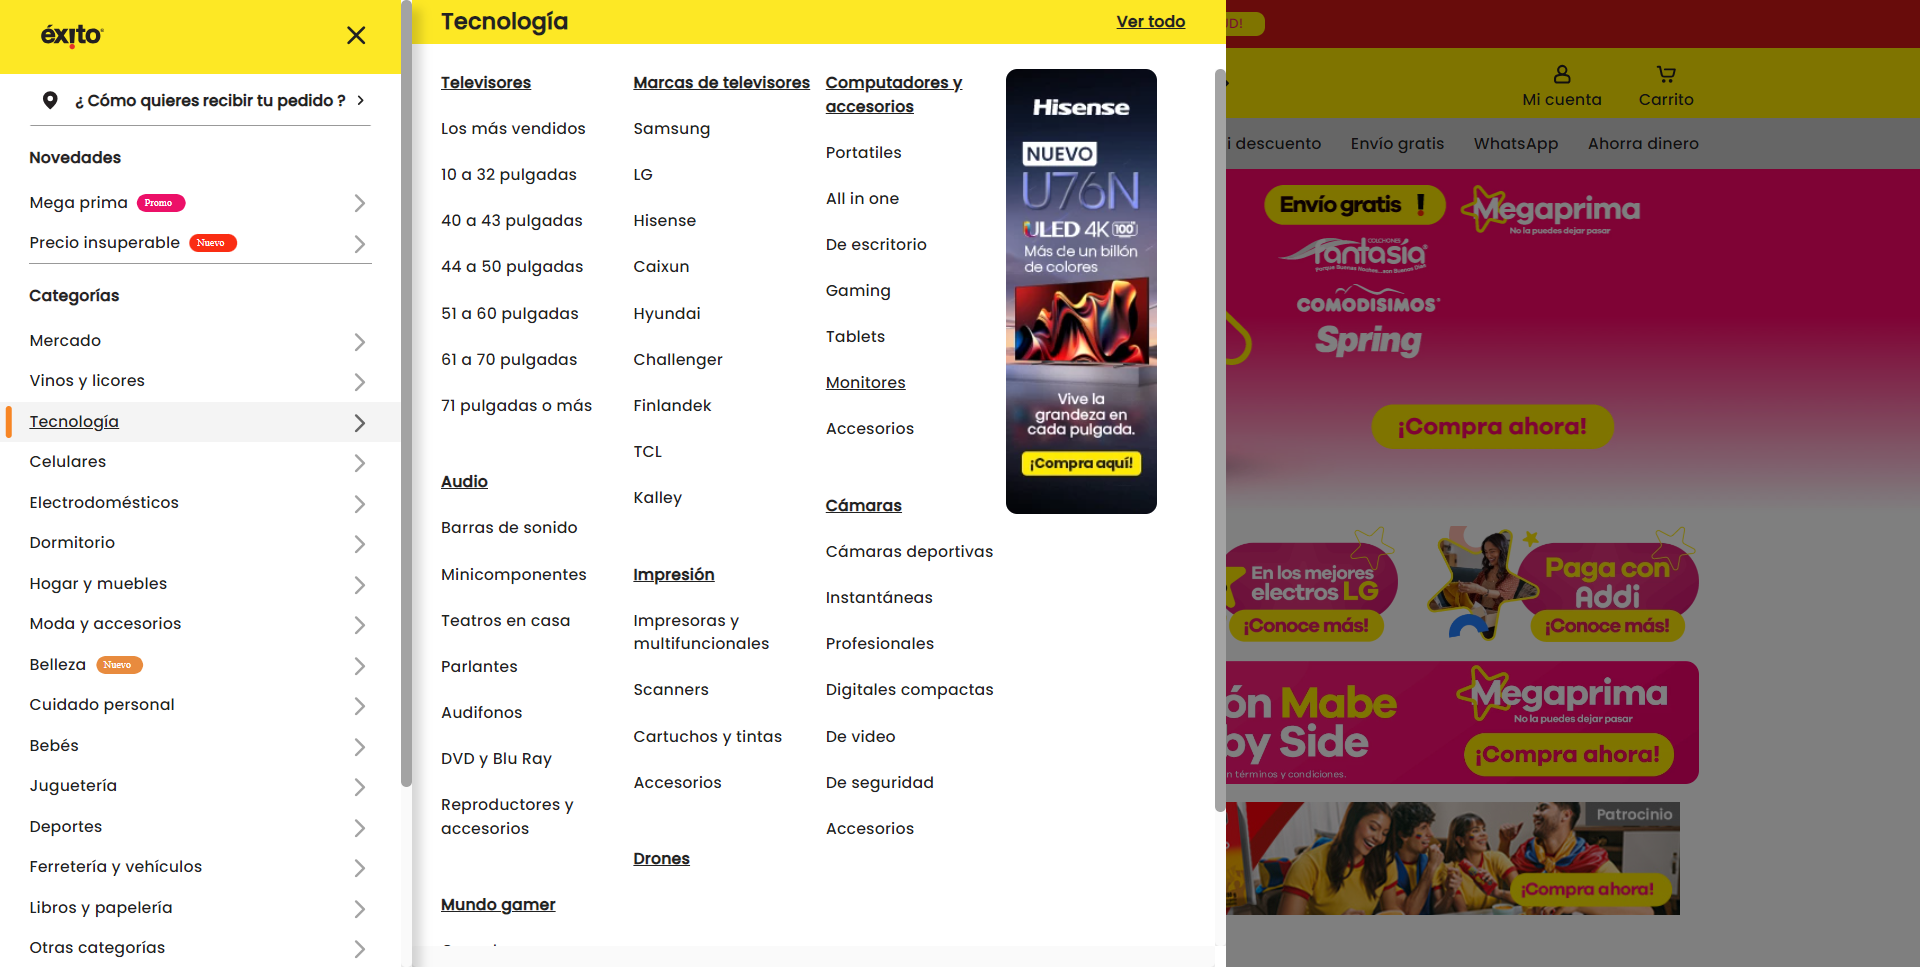 éxito
¿ Cómo quieres recibir tu pedido ?
Novedades
Mega prima Promo
Precio insuperable Nuevo
Categorías
Mercado
Vinos y licores
Tecnología
Celulares
Electrodomésticos
Dormitorio
Hogar y muebles
Moda y accesorios
Belleza Nuevo
Cuidado personal
Bebés
Juguetería
Deportes
Ferretería y vehículos
Libros y papelería
Otras categorías
Tecnología
Ver todo
Televisores
Los más vendidos
10 a 32 pulgadas
40 a 43 pulgadas
44 a 50 pulgadas
51 a 60 pulgadas
61 a 70 pulgadas
71 pulgadas o más
Audio
Barras de sonido
Minicomponentes
Teatros en casa
Parlantes
Audifonos
DVD y Blu Ray
Reproductores y
accesorios
Mundo gamer
Marcas de televisores
Samsung
LG
Hisense
Caixun
Hyundai
Challenger
Finlandek
TCL
Kalley
Impresión
Impresoras y
multifuncionales
Scanners
Cartuchos y tintas
Accesorios
Drones
Computadores y
accesorios
Portatiles
All in one
De escritorio
Gaming
Tablets
Monitores
Accesorios
Cámaras
Cámaras deportivas
Instantáneas
Profesionales
Digitales compactas
De video
De seguridad
Accesorios
Hisense
NUEVO
U76N
ULED 4K 100
Más de un billón
de colores
Vive la
grandeza en
cada pulgada.
¡Compra aquí!
D!
Mi cuenta
Carrito
i descuento
Envío gratis
WhatsApp
Ahorra dinero
Envío gratis !
Megaprima
No la puedes dejar pasar
COLCHONES
fantasía
Porque Buenas Noches...son Buenos Días
COMODISIMOS
Spring
¡Compra ahora!
En los mejores
electros LG
¡Conoce más!
Paga con
Addi
¡Conoce más!
ón Mabe
by Side
n términos y condiciones.
Megaprima
No la puedes dejar pasar
¡Compra ahora!
Patrocinio
¡Compra ahora!